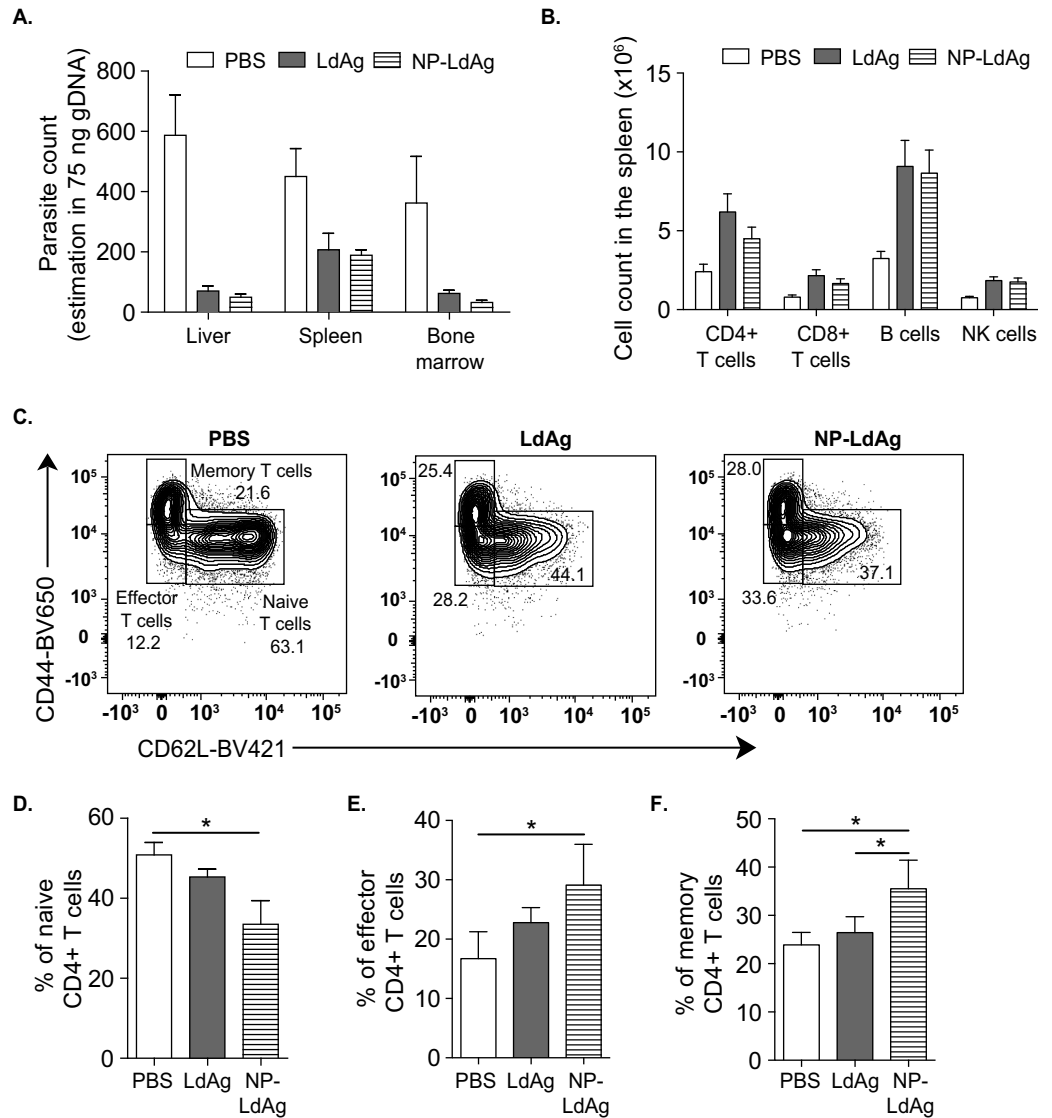 A.
PBS LdAg NP-LdAg
Parasite count
(estimation in 75 ng gDNA)
800
600
400
200
0
Liver Spleen Bone
marrow
B.
PBS LdAg NP-LdAg
Cell count in the spleen (x10⁶)
15
10
5
0
CD4+ CD8+ B cells NK cells
T cells T cells
C.
PBS
CD44-BV650
10⁵
10⁴
10³
0
-10³
Memory T cells
21.6
Effector
T cells
12.2
Naive
T cells
63.1
-10³ 0 10³ 10⁴ 10⁵
LdAg
10⁵
10⁴
10³
0
-10³
25.4
44.1
28.2
-10³ 0 10³ 10⁴ 10⁵
NP-LdAg
10⁵
10⁴
10³
0
-10³
28.0
37.1
33.6
-10³ 0 10³ 10⁴ 10⁵
CD62L-BV421
D.
% of naive
CD4+ T cells
60
40
20
0
*
PBS LdAg NP-
LdAg
E.
% of effector
CD4+ T cells
40
30
20
10
0
*
PBS LdAg NP-
LdAg
F.
% of memory
CD4+ T cells
50
40
30
20
10
0
*
*
PBS LdAg NP-
LdAg